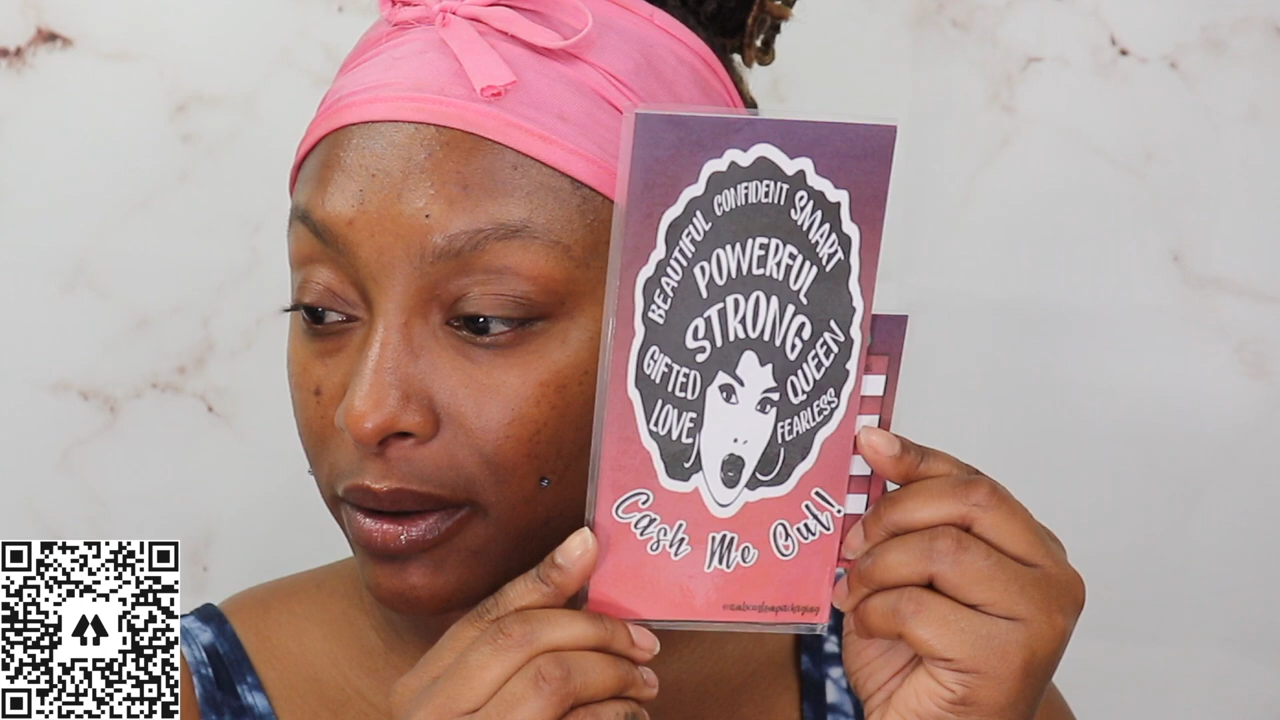 BEAUTIFUL CONFIDENT SMART
POWERFUL
STRONG
GIFTED
QUEEN
LOVE
FEARLESS
Cash Me Out!